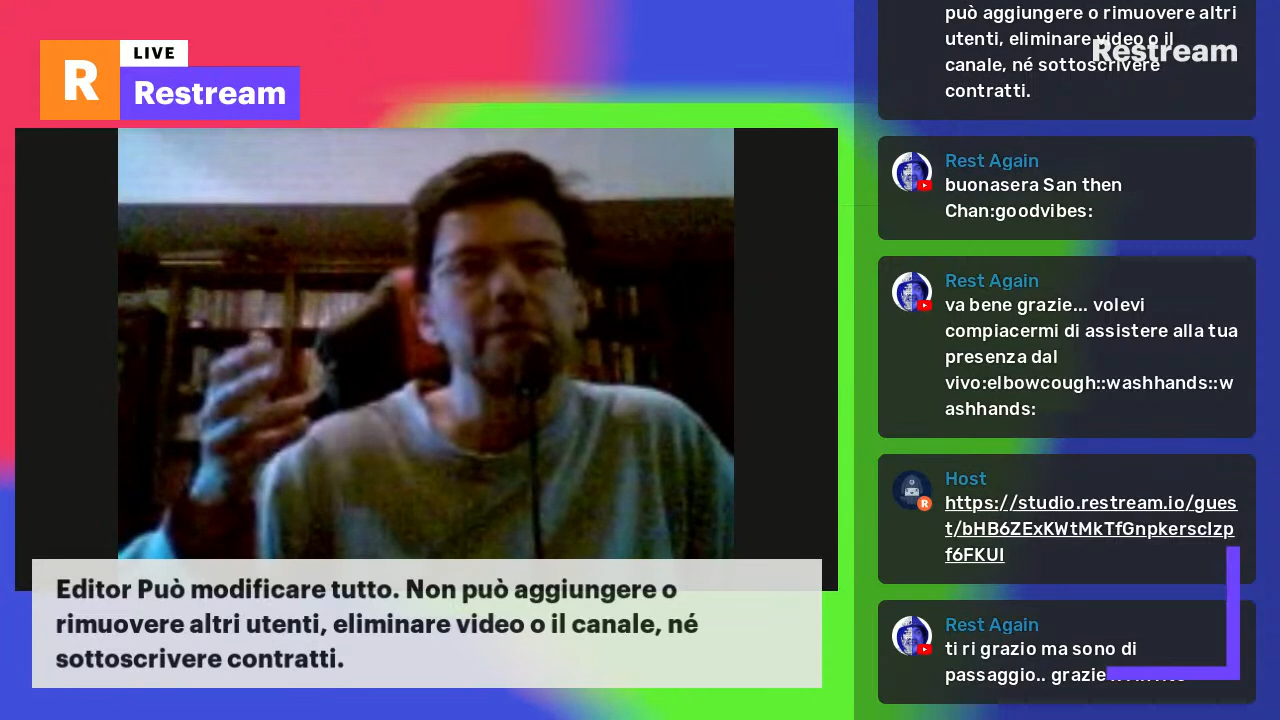 R
LIVE
Restream
Editor Può modificare tutto. Non può aggiungere o
rimuovere altri utenti, eliminare video o il canale, né
sottoscrivere contratti.
Restream
può aggiungere o rimuovere altri
utenti, eliminare video o il
canale, né sottoscrivere
contratti.
Rest Again
buonasera San then
Chan:goodvibes:
Rest Again
va bene grazie... volevi
compiacermi di assistere alla tua
presenza dal
vivo:elbowcough::washhands::w
ashhands:
Host
https://studio.restream.io/gues
t/bHB6ZExKWtMkTfGnpkersclzp
f6FKUI
Rest Again
ti ri grazio ma sono di
passaggio.. grazie